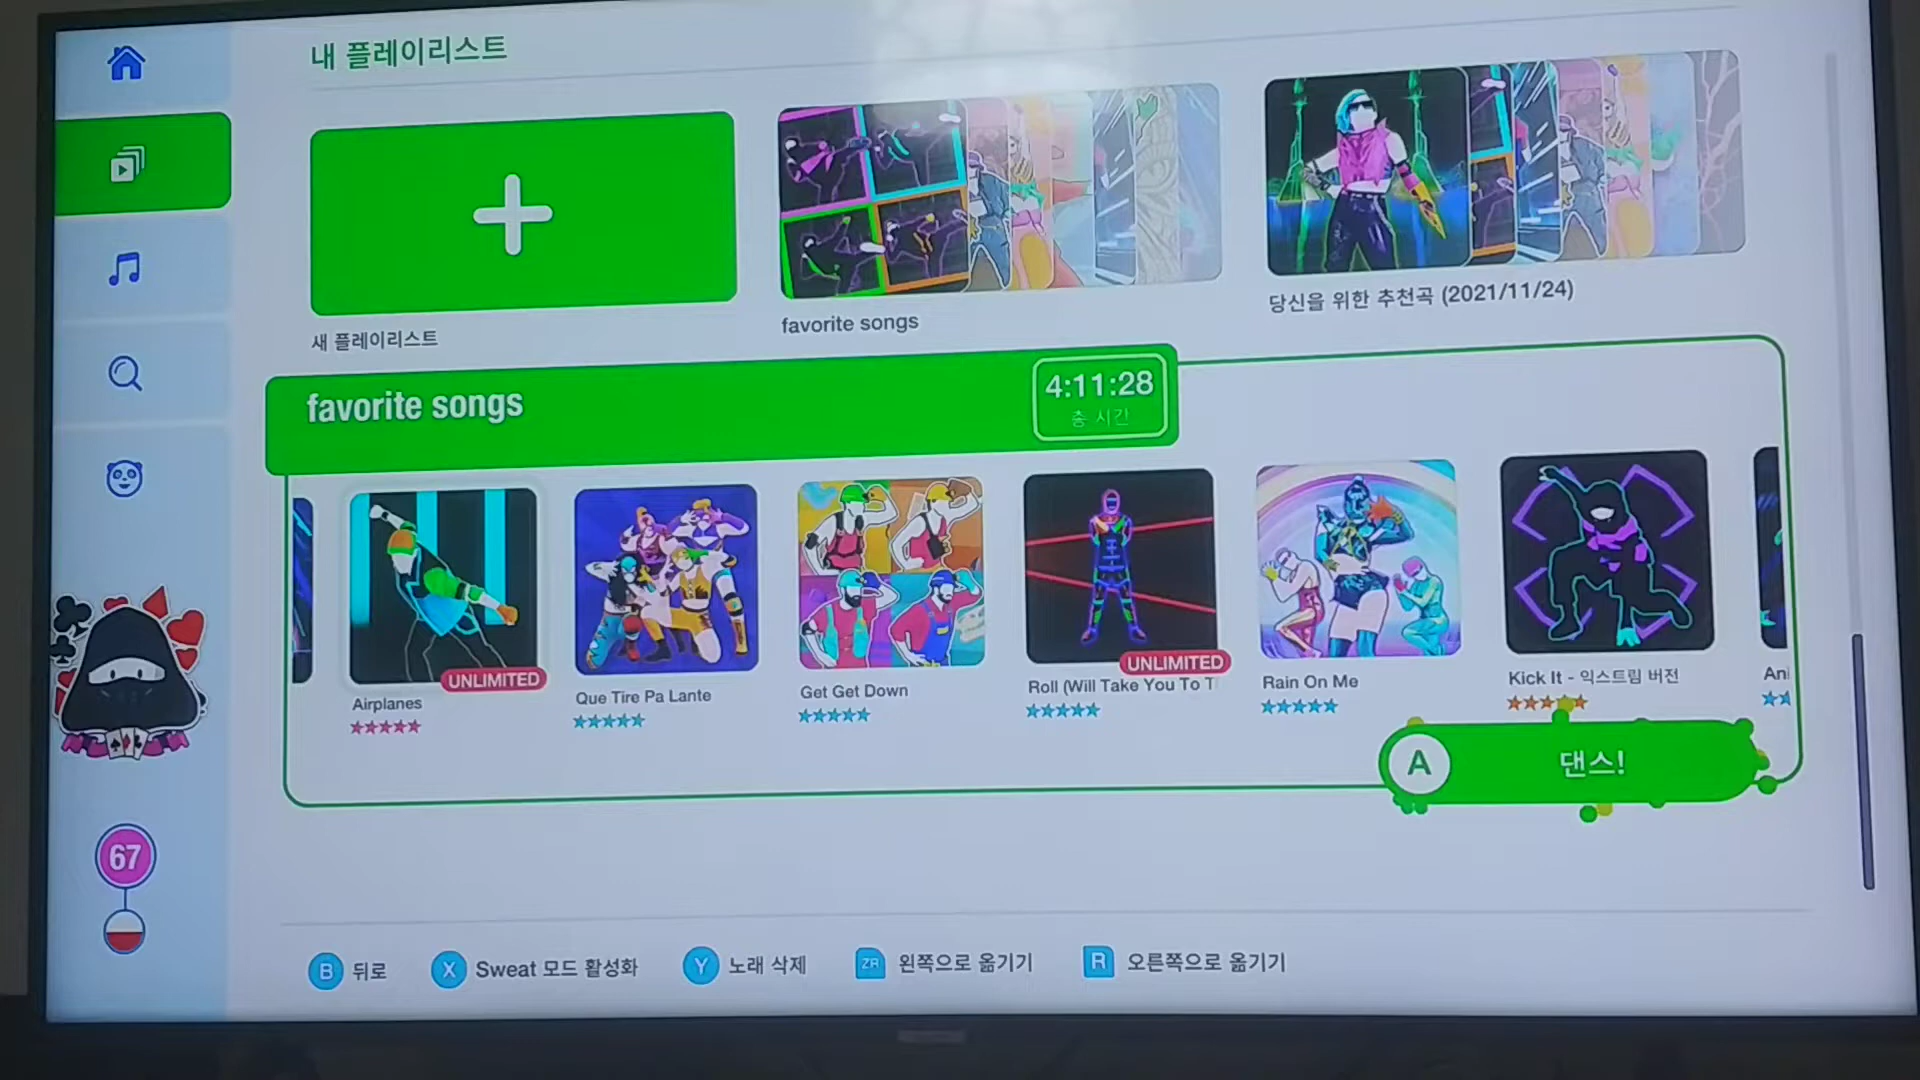 내 플레이리스트
새 플레이리스트
favorite songs
당신을 위한 추천곡 (2021/11/24)
favorite songs
4:11:28
총 시간
UNLIMITED
Airplanes
Que Tire Pa Lante
Get Get Down
UNLIMITED
Roll (Will Take You To T
Rain On Me
Kick It - 익스트림 버전
Ani
A 댄스!
67
B 뒤로
X Sweat 모드 활성화
Y 노래 삭제
ZR 왼쪽으로 옮기기
R 오른쪽으로 옮기기